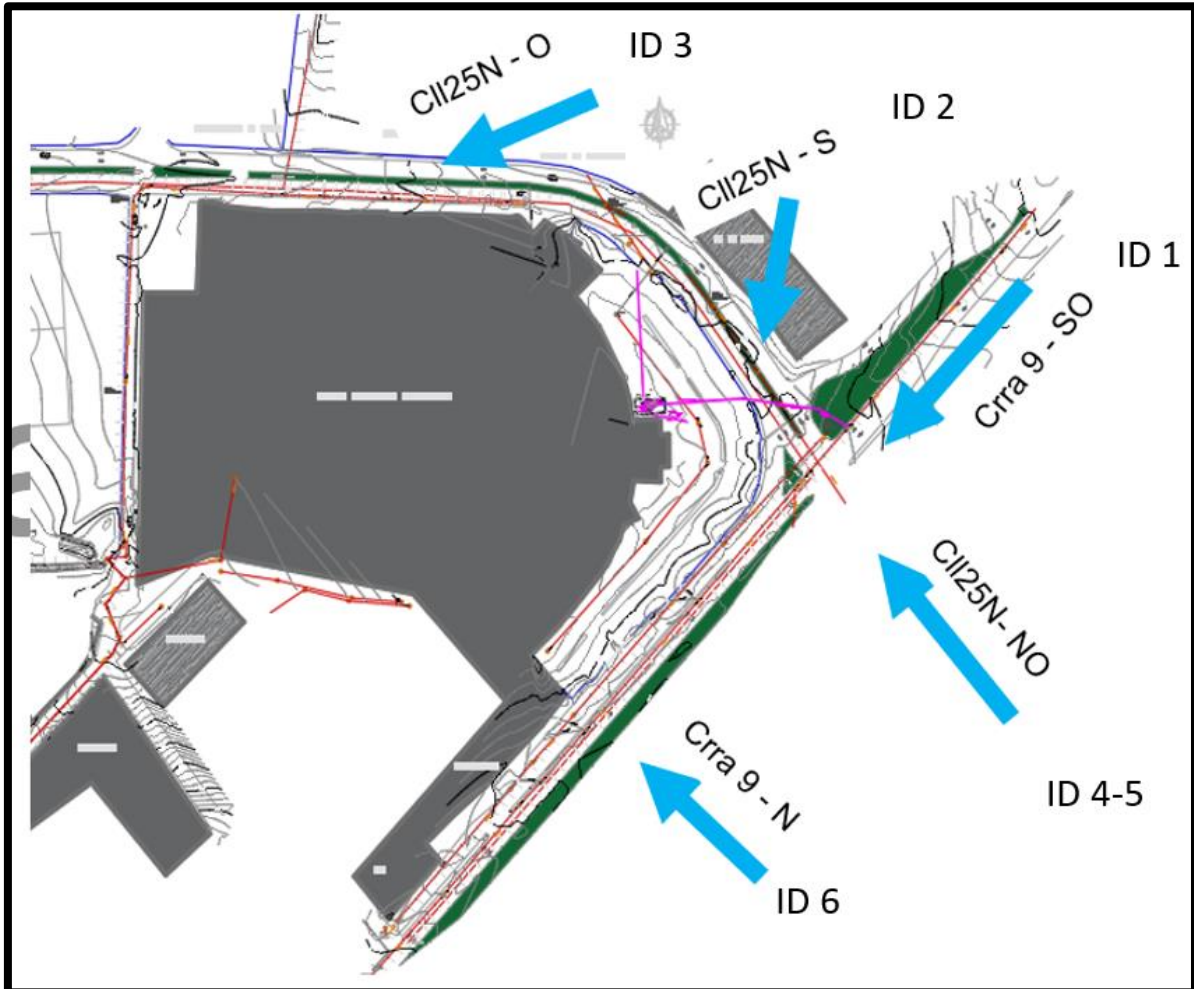 ID 3
Cll25N - O
ID 2
Cll25N - S
ID 1
Crra 9 - SO
Cll25N- NO
ID 4-5
Crra 9 - N
ID 6